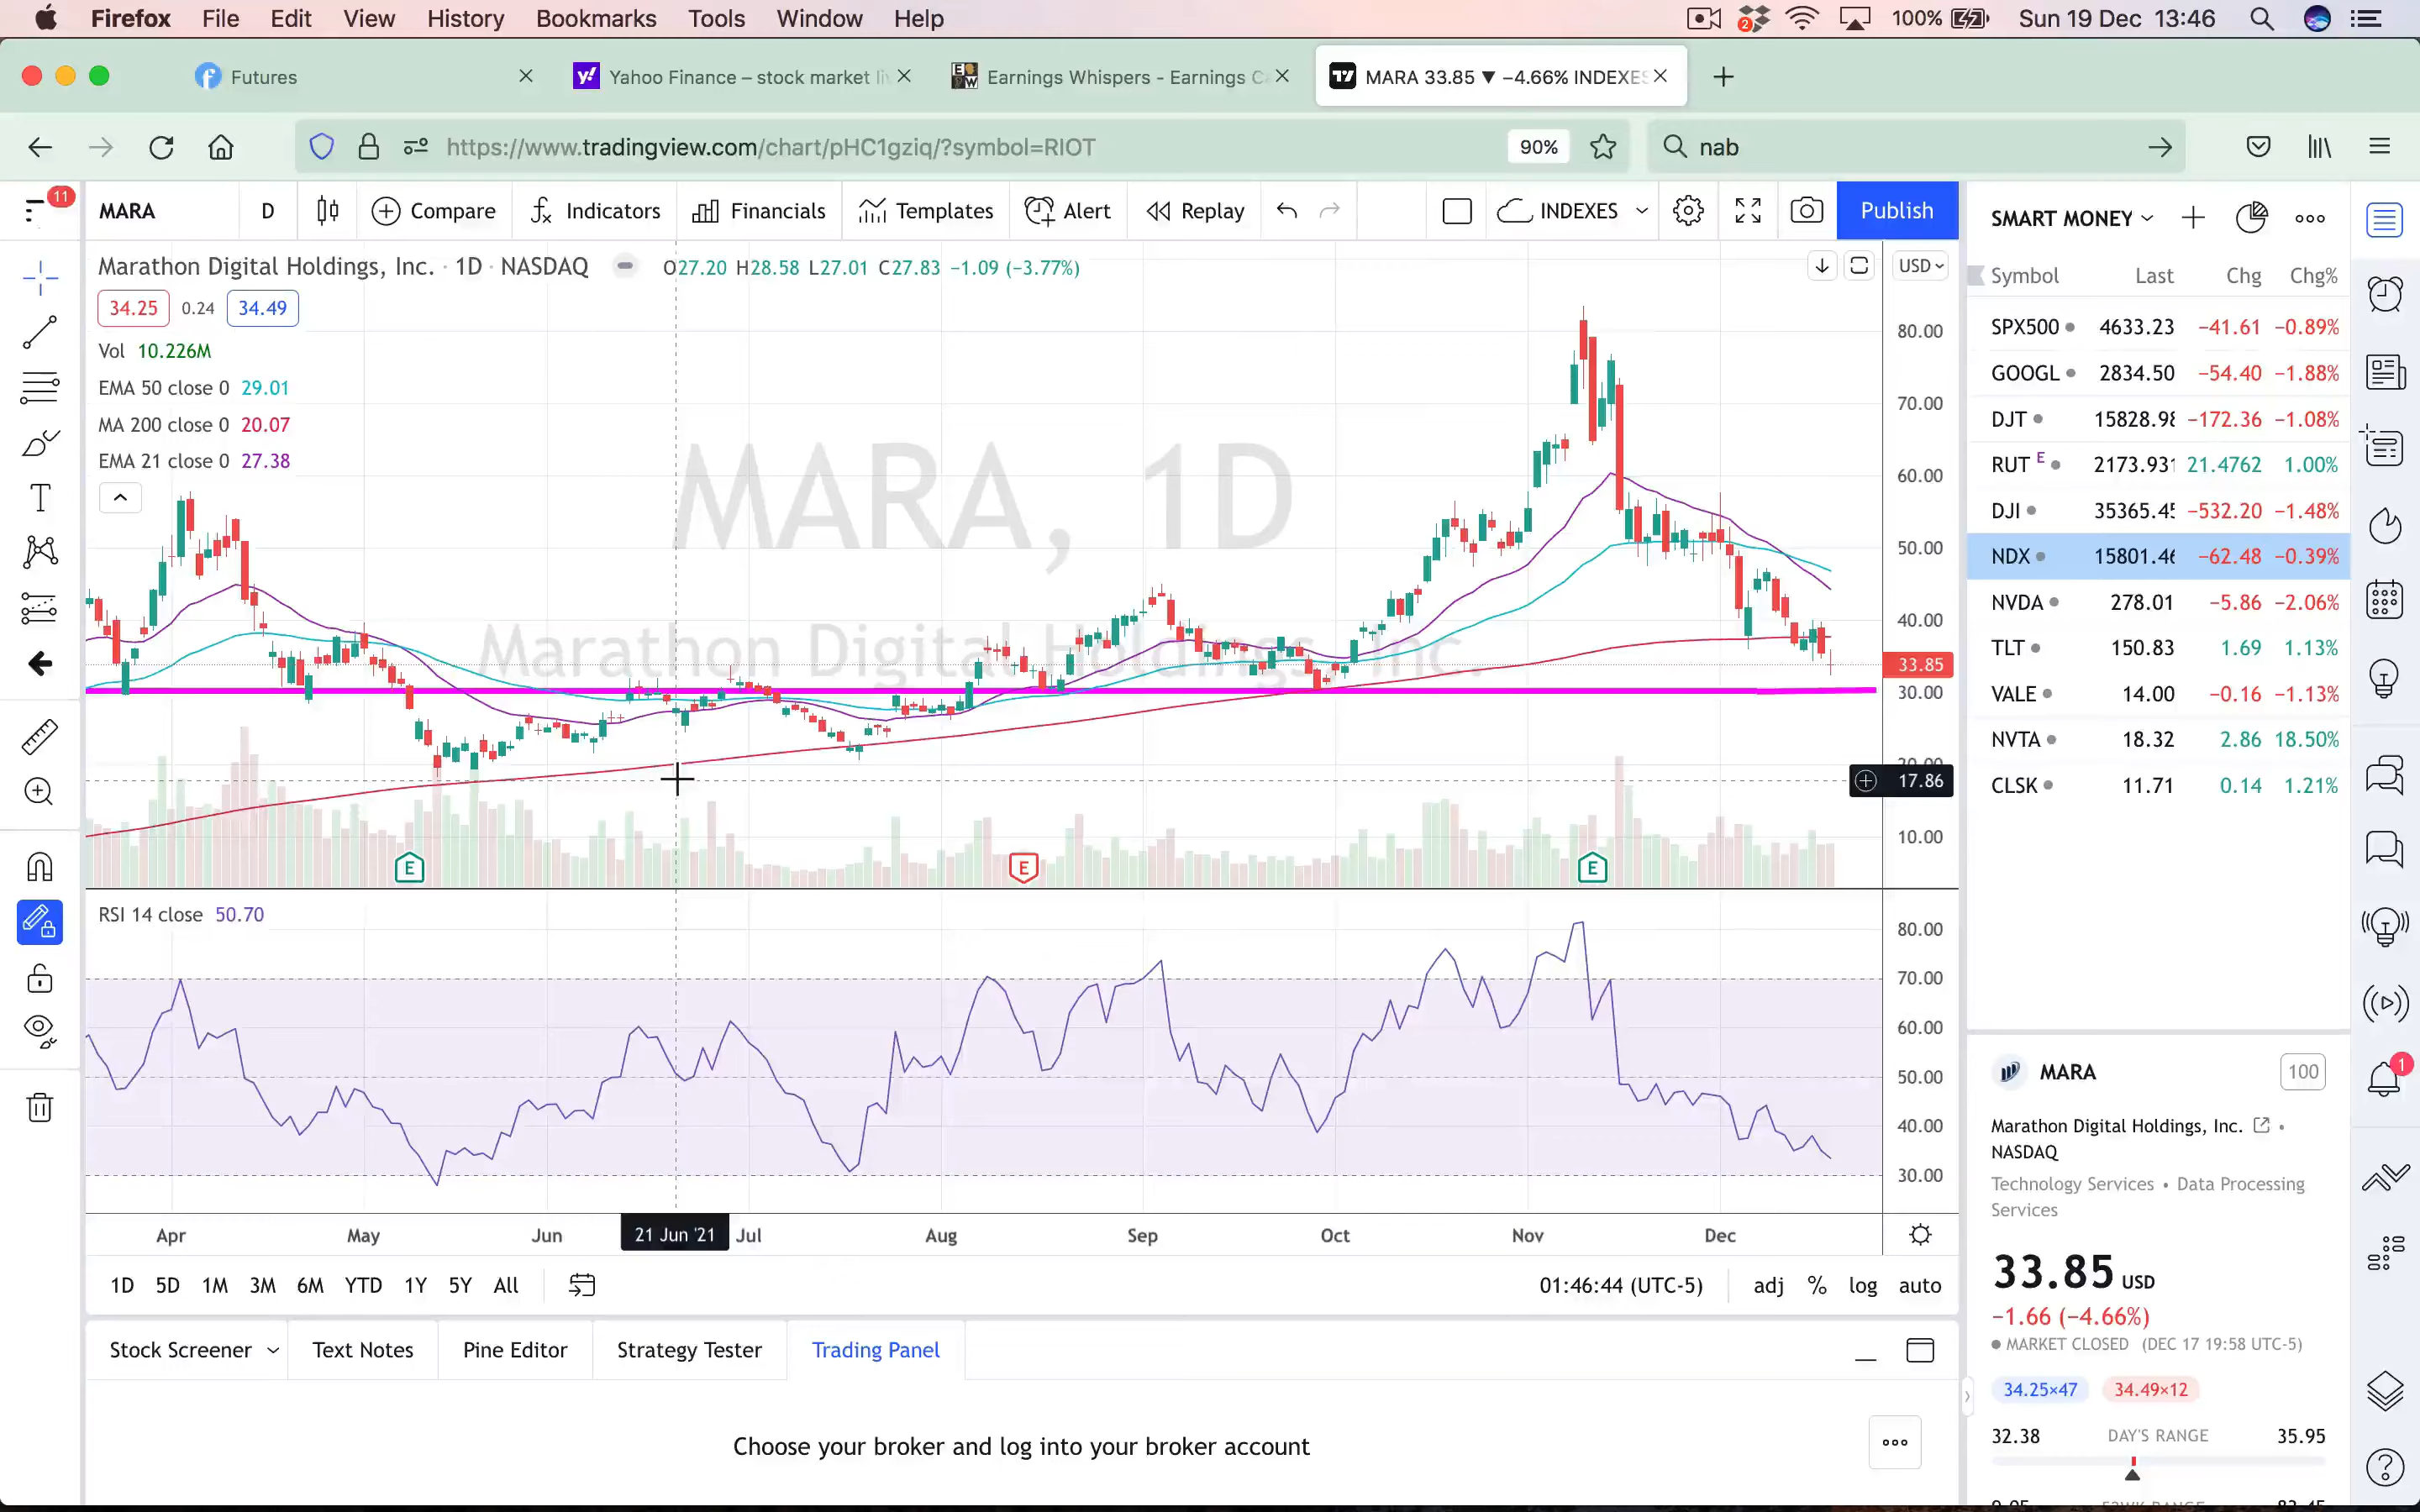 Firefox File Edit View History Bookmarks Tools Window Help 2 100% Sun 19 Dec 13:46
Futures Yahoo Finance – stock market li Earnings Whispers - Earnings C MARA 33.85 ▼ −4.66% INDEXES
https://www.tradingview.com/chart/pHC1gziq/?symbol=RIOT 90% nab
11 MARA D Compare Indicators Financials Templates Alert Replay INDEXES Publish
Marathon Digital Holdings, Inc. · 1D · NASDAQ O27.20 H28.58 L27.01 C27.83 −1.09 (−3.77%) USD
34.25 0.24 34.49
Vol 10.226M
EMA 50 close 0 29.01
MA 200 close 0 20.07
EMA 21 close 0 27.38
MARA, 1D
Marathon Digital Holdings, Inc.
80.00
70.00
60.00
50.00
40.00
33.85
30.00
17.86
10.00
E E E
RSI 14 close 50.70
80.00
70.00
60.00
50.00
40.00
30.00
Apr May Jun 21 Jun '21 Jul Aug Sep Oct Nov Dec
1D 5D 1M 3M 6M YTD 1Y 5Y All 01:46:44 (UTC-5) adj % log auto
Stock Screener Text Notes Pine Editor Strategy Tester Trading Panel
Choose your broker and log into your broker account
SMART MONEY
Symbol Last Chg Chg%
SPX500 4633.23 −41.61 −0.89%
GOOGL 2834.50 −54.40 −1.88%
DJT 15828.98 −172.36 −1.08%
RUT E 2173.931 21.4762 1.00%
DJI 35365.45 −532.20 −1.48%
NDX 15801.46 −62.48 −0.39%
NVDA 278.01 −5.86 −2.06%
TLT 150.83 1.69 1.13%
VALE 14.00 −0.16 −1.13%
NVTA 18.32 2.86 18.50%
CLSK 11.71 0.14 1.21%
MARA 100
1
Marathon Digital Holdings, Inc.
NASDAQ
Technology Services • Data Processing
Services
33.85 USD
−1.66 (−4.66%)
MARKET CLOSED (DEC 17 19:58 UTC-5)
34.25×47 34.49×12
32.38 DAY'S RANGE 35.95